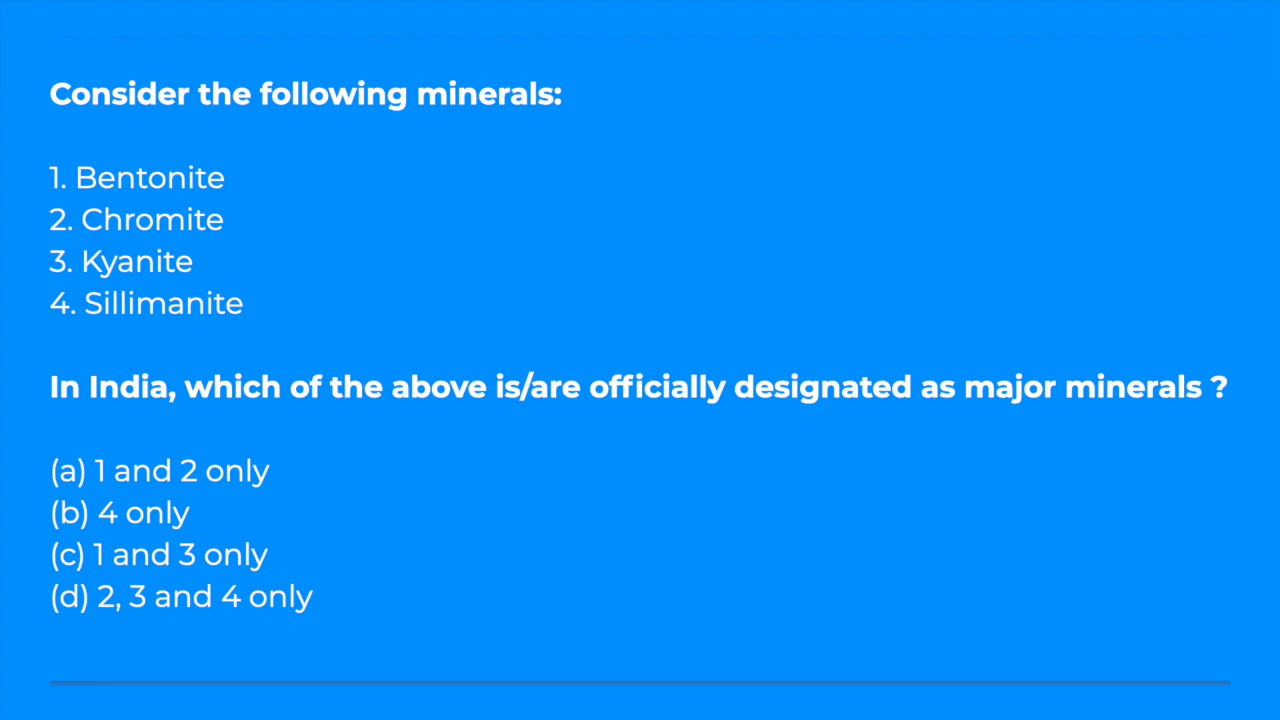 Consider the following minerals:
1. Bentonite
2. Chromite
3. Kyanite
4. Sillimanite
In India, which of the above is/are officially designated as major minerals ?
(a) 1 and 2 only
(b) 4 only
(c) 1 and 3 only
(d) 2, 3 and 4 only